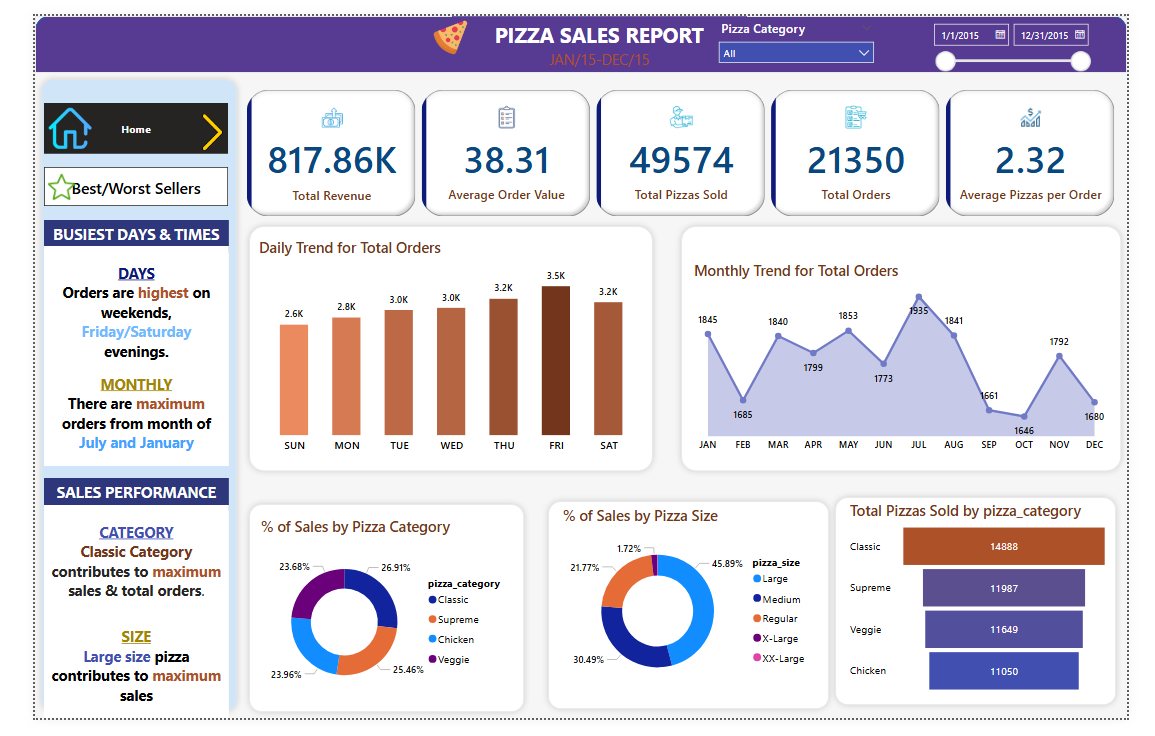 PIZZA SALES REPORT
JAN/15-DEC/15
Pizza Category
All
1/1/2015
12/31/2015
Home
Best/Worst Sellers
BUSIEST DAYS & TIMES
DAYS
Orders are highest on
weekends,
Friday/Saturday
evenings.
MONTHLY
There are maximum
orders from month of
July and January
SALES PERFORMANCE
CATEGORY
Classic Category
contributes to maximum
sales & total orders.
SIZE
Large size pizza
contributes to maximum
sales
817.86K
Total Revenue
38.31
Average Order Value
49574
Total Pizzas Sold
21350
Total Orders
2.32
Average Pizzas per Order
Daily Trend for Total Orders
2.6K
2.8K
3.0K
3.0K
3.2K
3.5K
3.2K
SUN MON TUE WED THU FRI SAT
Monthly Trend for Total Orders
1845
1685
1840
1799
1853
1773
1935
1841
1661
1646
1792
1680
JAN FEB MAR APR MAY JUN JUL AUG SEP OCT NOV DEC
% of Sales by Pizza Category
23.68%
26.91%
23.96%
25.46%
pizza_category
Classic
Supreme
Chicken
Veggie
% of Sales by Pizza Size
1.72%
21.77%
45.89%
30.49%
pizza_size
Large
Medium
Regular
X-Large
XX-Large
Total Pizzas Sold by pizza_category
Classic 14888
Supreme 11987
Veggie 11649
Chicken 11050